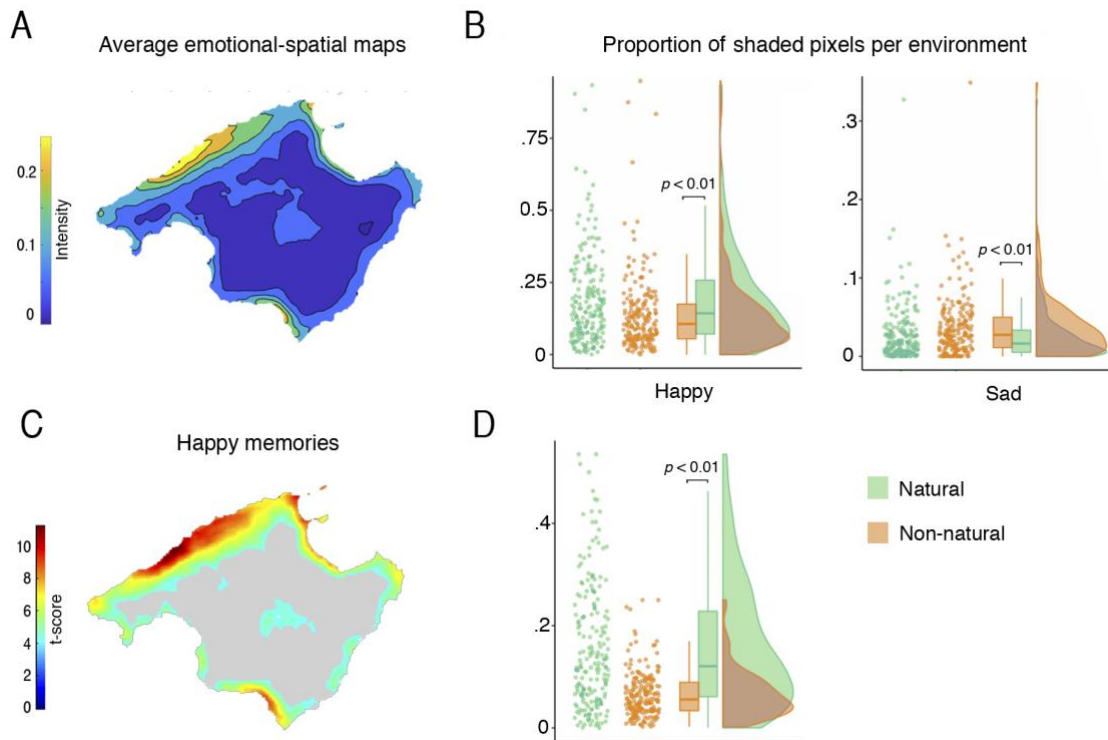 A
Average emotional-spatial maps
0.2
0.1
0
Intensity
B
Proportion of shaded pixels per environment
.75
0.5
.25
0
p < 0.01
Happy
.3
.2
.1
0
p < 0.01
Sad
C
Happy memories
10
8
6
4
2
0
t-score
D
.4
.2
0
p < 0.01
Natural
Non-natural